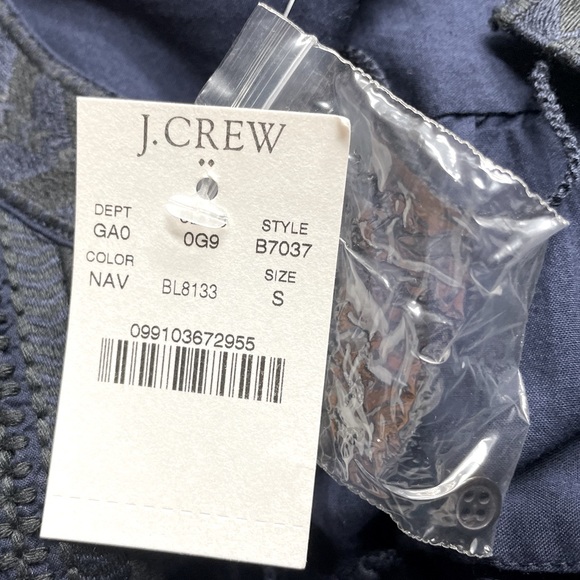 J.CREW
DEPT STYLE
GA0 0G9 B7037
COLOR SIZE
NAV BL8133 S
099103672955